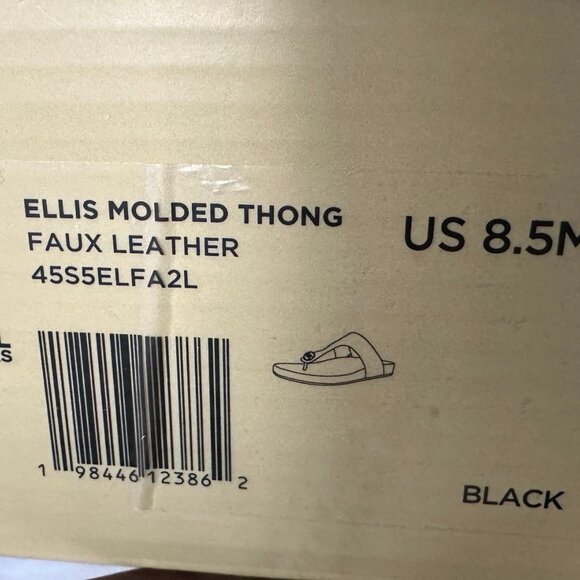 ELLIS MOLDED THONG
FAUX LEATHER
45S5ELFA2L
US 8.5M
1 98446 12386 2
BLACK